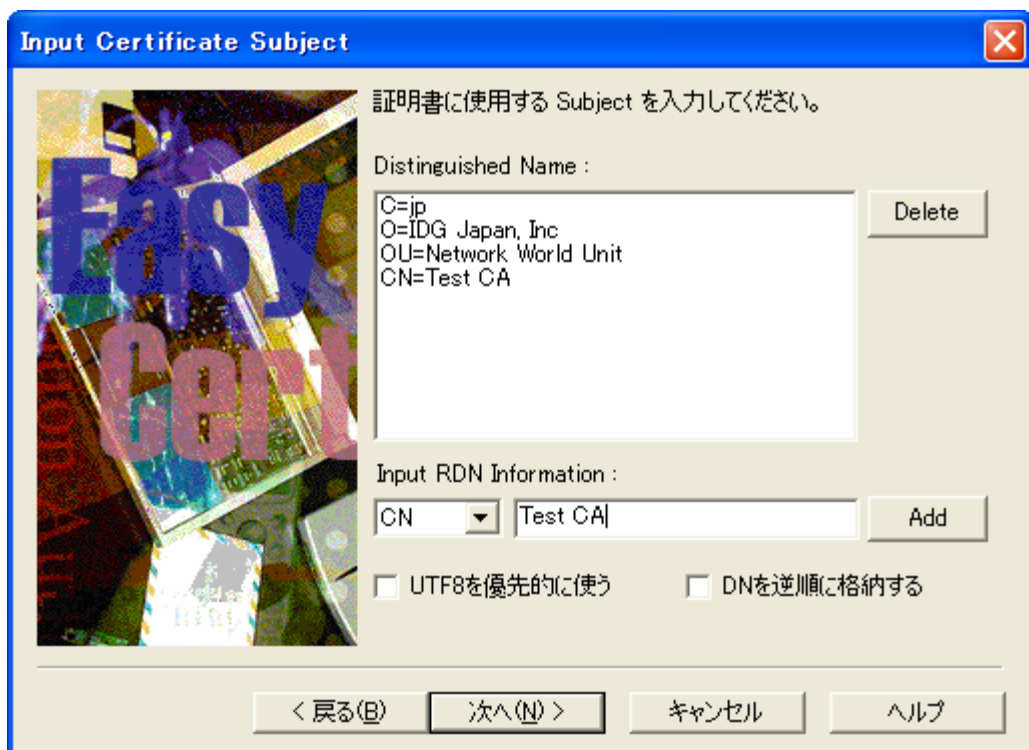 Input Certificate Subject
証明書に使用する Subject を入力してください。
Distinguished Name :
C=jp
O=IDG Japan, Inc
OU=Network World Unit
CN=Test CA
Delete
Easy
Cert
Input RDN Information :
CN
Test CA
Add
UTF8を優先的に使う
DNを逆順に格納する
< 戻る(B)
次へ(N) >
キャンセル
ヘルプ